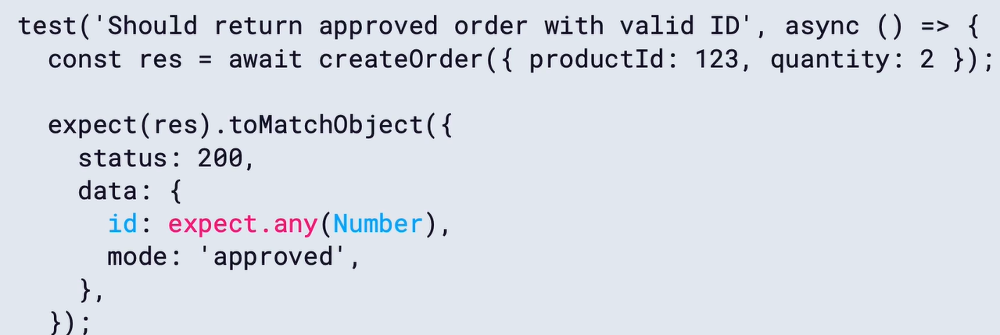 test('Should return approved order with valid ID', async () => {
  const res = await createOrder({ productId: 123, quantity: 2 });

  expect(res).toMatchObject({
    status: 200,
    data: {
      id: expect.any(Number),
      mode: 'approved',
    },
  });